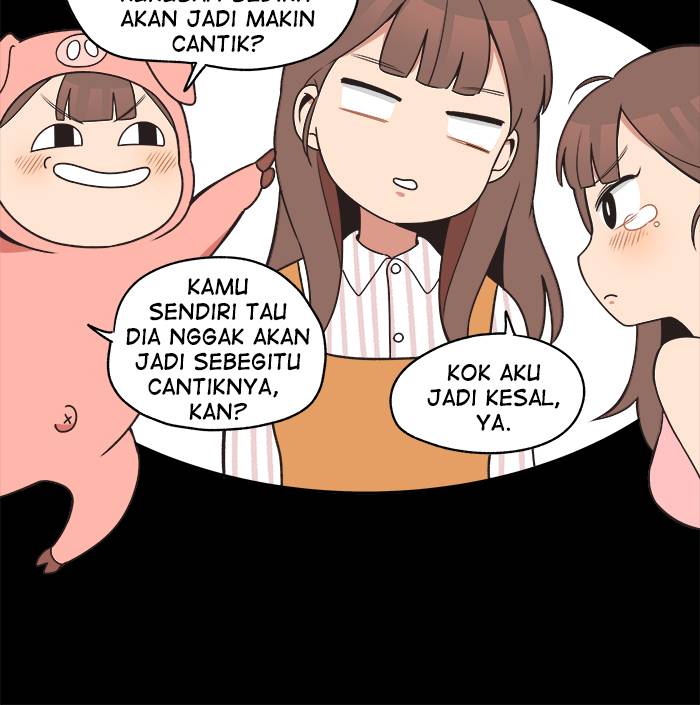 AKAN JADI MAKIN
CANTIK?
KAMU
SENDIRI TAU
DIA NGGAK AKAN
JADI SEBEGITU
CANTIKNYA,
KAN?
KOK AKU
JADI KESAL,
YA.